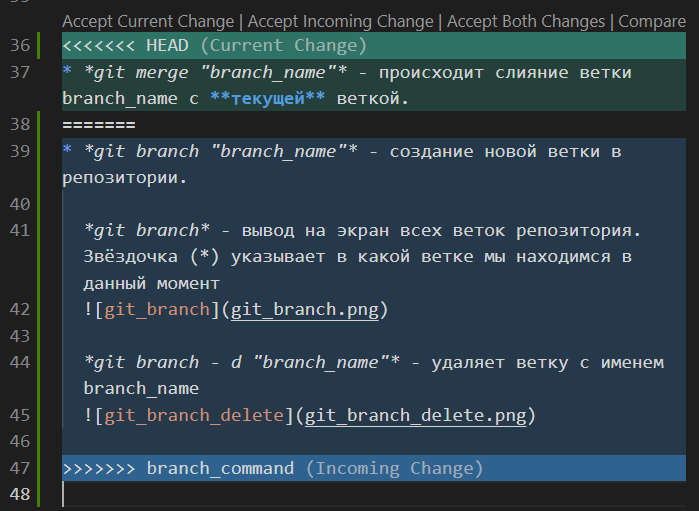 Accept Current Change | Accept Incoming Change | Accept Both Changes | Compare
36 <<<<<<< HEAD (Current Change)
37 * *git merge "branch_name"* - происходит слияние ветки
branch_name с **текущей** веткой.
38 =======
39 * *git branch "branch_name"* - создание новой ветки в
репозитории.
40
41 *git branch* - вывод на экран всех веток репозитория.
Звёздочка (*) указывает в какой ветке мы находимся в
данный момент
42 ![git_branch](git_branch.png)
43
44 *git branch - d "branch_name"* - удаляет ветку с именем
branch_name
45 ![git_branch_delete](git_branch_delete.png)
46
47 >>>>>>> branch_command (Incoming Change)
48